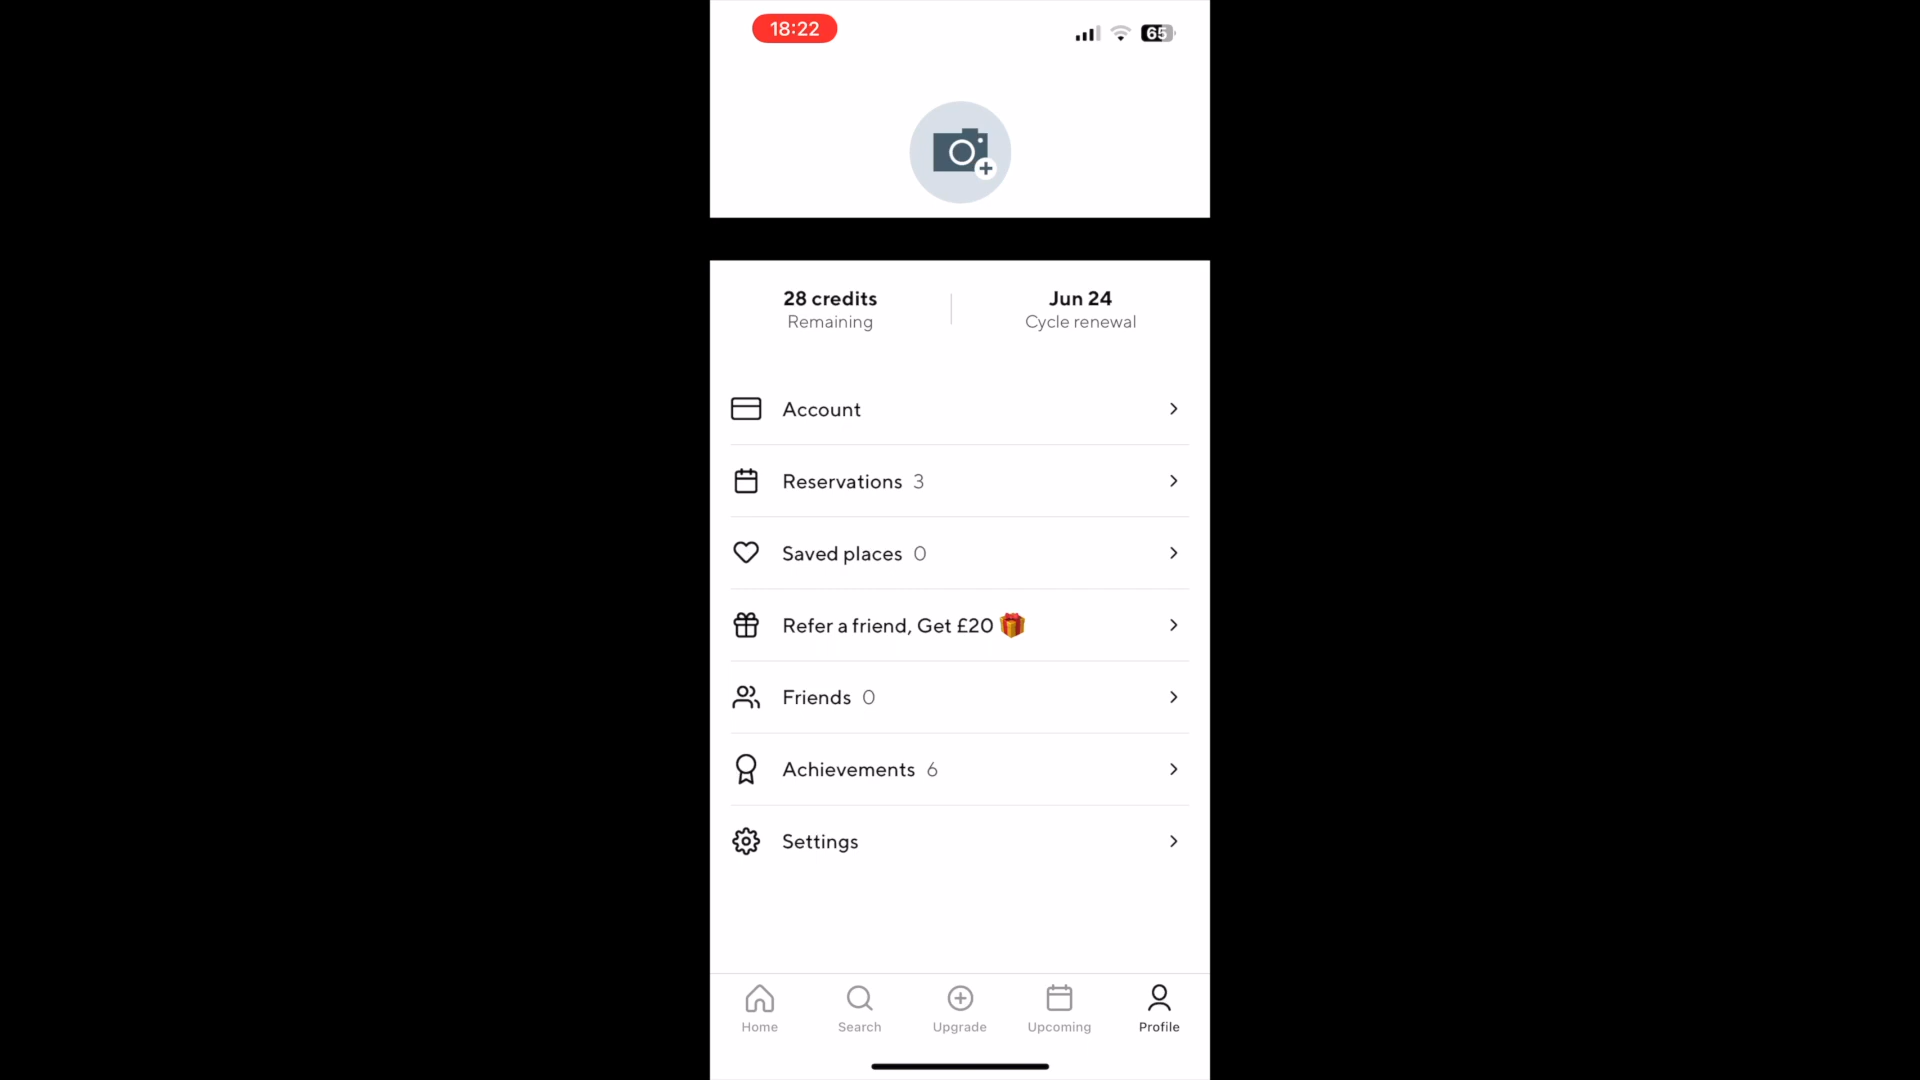 18:22
65
28 credits
Remaining
Jun 24
Cycle renewal
Account
Reservations 3
Saved places 0
Refer a friend, Get £20 🎁
Friends 0
Achievements 6
Settings
Home
Search
Upgrade
Upcoming
Profile